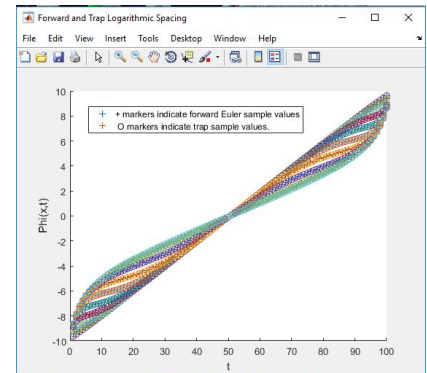 Forward and Trap Logarithmic Spacing
File Edit View Insert Tools Desktop Window Help
+ markers indicate forward Euler sample values
O markers indicate trap sample values.
10
8
6
4
2
0
-2
-4
-6
-8
-10
Phi(x,t)
0 10 20 30 40 50 60 70 80 90 100
t